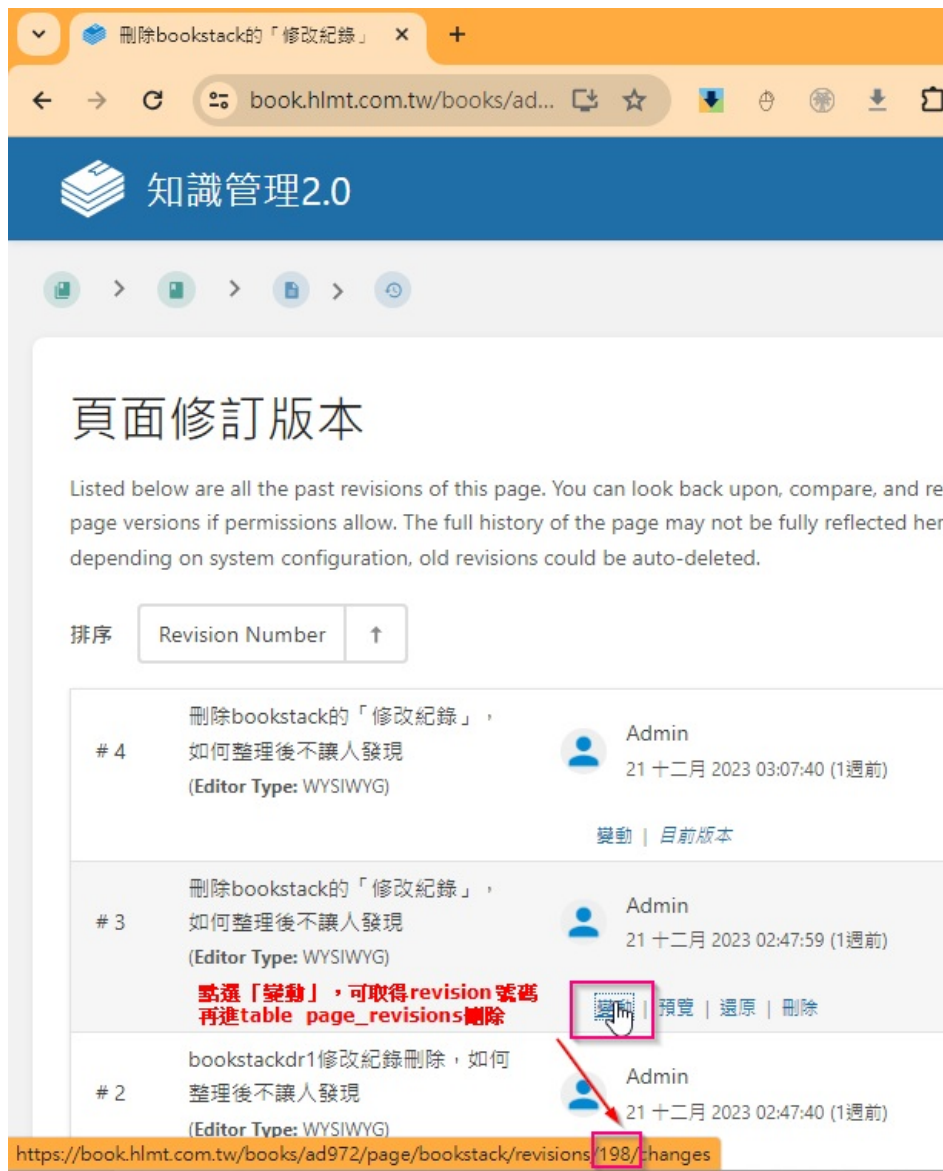 刪除bookstack的「修改紀錄」
book.hlmt.com.tw/books/ad...
知識管理2.0
頁面修訂版本
Listed below are all the past revisions of this page. You can look back upon, compare, and re
page versions if permissions allow. The full history of the page may not be fully reflected her
depending on system configuration, old revisions could be auto-deleted.
排序 Revision Number ↑
刪除bookstack的「修改紀錄」，
# 4 如何整理後不讓人發現
(Editor Type: WYSIWYG)
Admin
21 十二月 2023 03:07:40 (1週前)
變動 | 目前版本
刪除bookstack的「修改紀錄」，
# 3 如何整理後不讓人發現
(Editor Type: WYSIWYG)
Admin
21 十二月 2023 02:47:59 (1週前)
點選「變動」，可取得revision號碼
再進table page_revisions刪除
變動 | 預覽 | 還原 | 刪除
bookstackdr1修改紀錄刪除，如何
# 2 整理後不讓人發現
(Editor Type: WYSIWYG)
Admin
21 十二月 2023 02:47:40 (1週前)
https://book.hlmt.com.tw/books/ad972/page/bookstack/revisions/198/changes